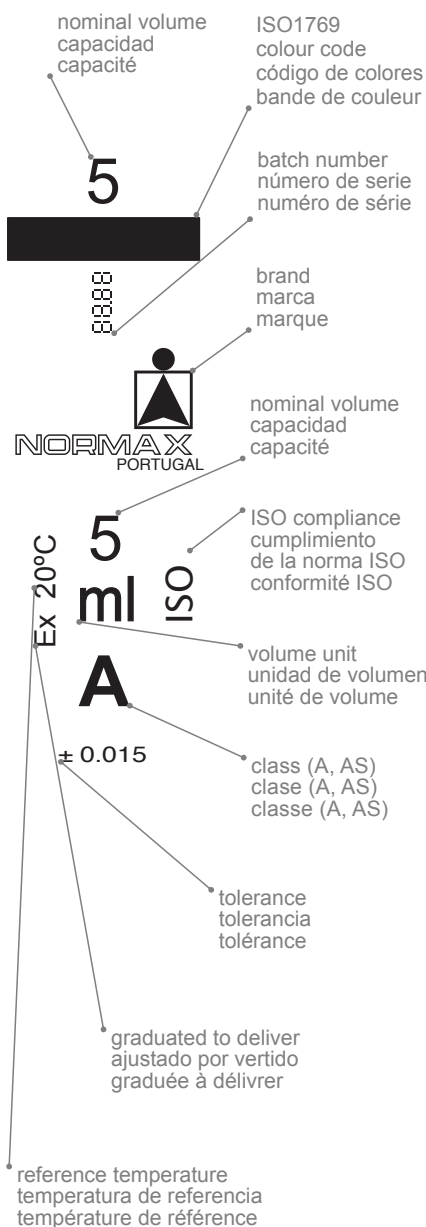 nominal volume
capacidad
capacité
ISO1769
colour code
código de colores
bande de couleur
5
batch number
número de serie
numéro de série
88.88
brand
marca
marque
NORMAX
PORTUGAL
nominal volume
capacidad
capacité
5
ml
Ex 20ºC
ISO
ISO compliance
cumplimiento
de la norma ISO
conformité ISO
A
volume unit
unidad de volumen
unité de volume
± 0.015
class (A, AS)
clase (A, AS)
classe (A, AS)
tolerance
tolerancia
tolérance
graduated to deliver
ajustado por vertido
graduée à délivrer
reference temperature
temperatura de referencia
température de référence